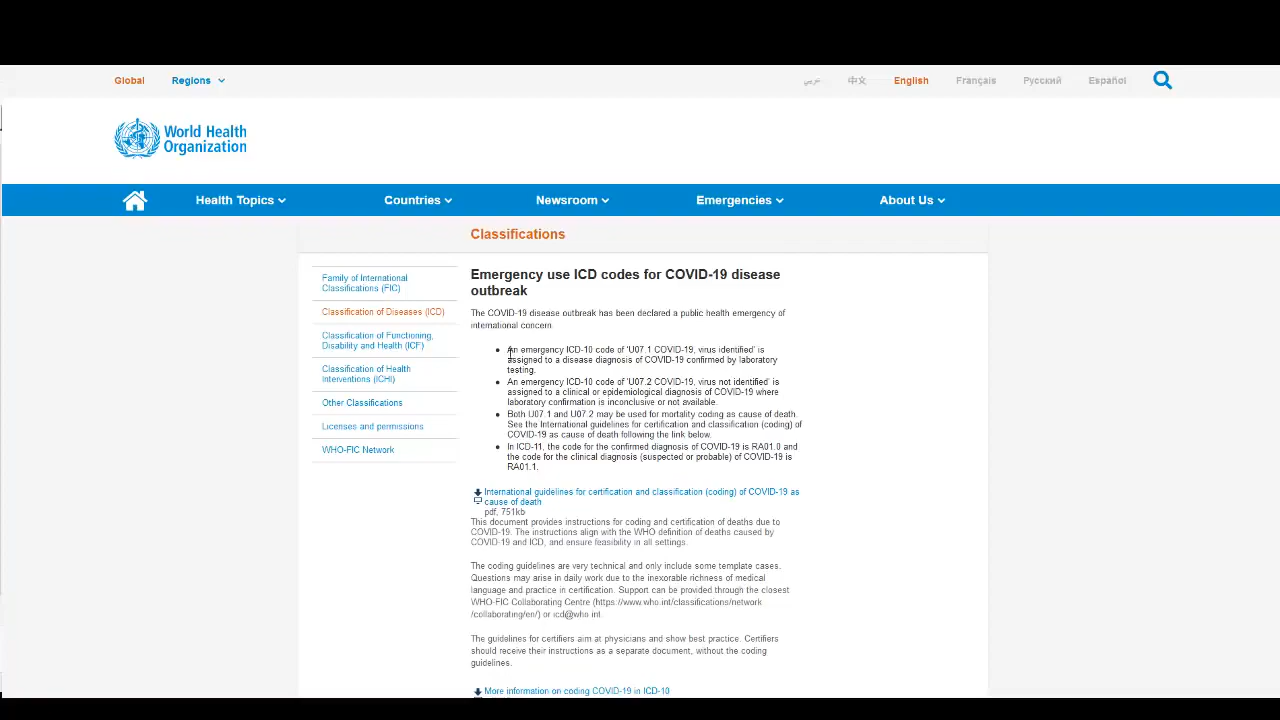 Global Regions عربي 中文 English Français Русский Español
World Health
Organization
Health Topics Countries Newsroom Emergencies About Us
Classifications
Family of International
Classifications (FIC)
Classification of Diseases (ICD)
Classification of Functioning,
Disability and Health (ICF)
Classification of Health
Interventions (ICHI)
Other Classifications
Licenses and permissions
WHO-FIC Network
Emergency use ICD codes for COVID-19 disease
outbreak
The COVID-19 disease outbreak has been declared a public health emergency of
international concern.
• An emergency ICD-10 code of 'U07.1 COVID-19, virus identified' is
assigned to a disease diagnosis of COVID-19 confirmed by laboratory
testing.
• An emergency ICD-10 code of 'U07.2 COVID-19, virus not identified' is
assigned to a clinical or epidemiological diagnosis of COVID-19 where
laboratory confirmation is inconclusive or not available.
• Both U07.1 and U07.2 may be used for mortality coding as cause of death.
See the International guidelines for certification and classification (coding) of
COVID-19 as cause of death following the link below.
• In ICD-11, the code for the confirmed diagnosis of COVID-19 is RA01.0 and
the code for the clinical diagnosis (suspected or probable) of COVID-19 is
RA01.1.
International guidelines for certification and classification (coding) of COVID-19 as
cause of death
pdf, 751kb
This document provides instructions for coding and certification of deaths due to
COVID-19. The instructions align with the WHO definition of deaths caused by
COVID-19 and ICD, and ensure feasibility in all settings.
The coding guidelines are very technical and only include some template cases.
Questions may arise in daily work due to the inexorable richness of medical
language and practice in certification. Support can be provided through the closest
WHO-FIC Collaborating Centre (https://www.who.int/classifications/network
/collaborating/en/) or icd@who.int.
The guidelines for certifiers aim at physicians and show best practice. Certifiers
should receive their instructions as a separate document, without the coding
guidelines.
More information on coding COVID-19 in ICD-10